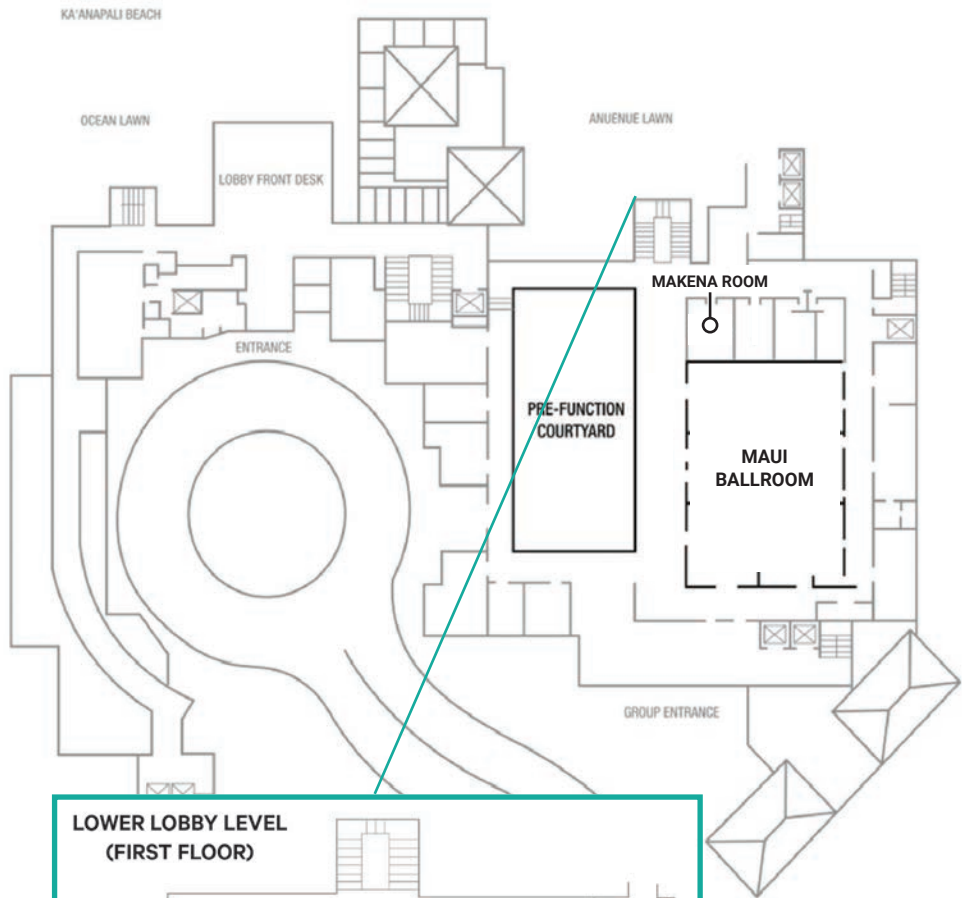 KA'ANAPALI BEACH
OCEAN LAWN
ANUENUE LAWN
LOBBY FRONT DESK
MAKENA ROOM
ENTRANCE
PRE-FUNCTION
COURTYARD
MAUI
BALLROOM
GROUP ENTRANCE
LOWER LOBBY LEVEL
(FIRST FLOOR)